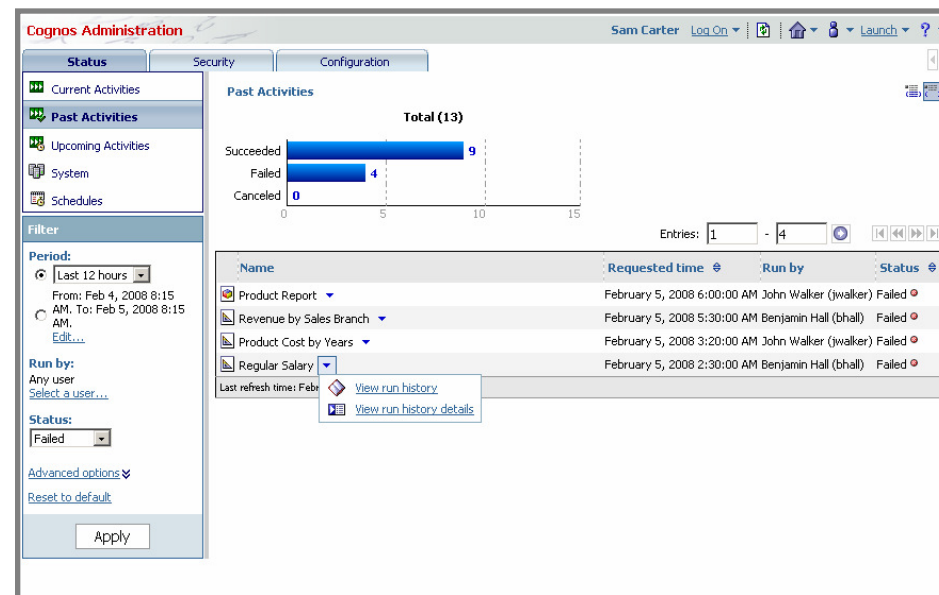 Cognos Administration
Sam Carter Log On Launch ?
Status
Security
Configuration
Current Activities
Past Activities
Upcoming Activities
System
Schedules
Past Activities
Total (13)
Succeeded 9
Failed 4
Canceled 0
0 5 10 15
Entries: 1 - 4
Filter
Period:
Last 12 hours
From: Feb 4, 2008 8:15
AM. To: Feb 5, 2008 8:15
AM.
Edit...
Run by:
Any user
Select a user...
Status:
Failed
Advanced options
Reset to default
Apply
Name Requested time Run by Status
Product Report February 5, 2008 6:00:00 AM John Walker (jwalker) Failed
Revenue by Sales Branch February 5, 2008 5:30:00 AM Benjamin Hall (bhall) Failed
Product Cost by Years February 5, 2008 3:20:00 AM John Walker (jwalker) Failed
Regular Salary February 5, 2008 2:30:00 AM Benjamin Hall (bhall) Failed
Last refresh time:
View run history
View run history details